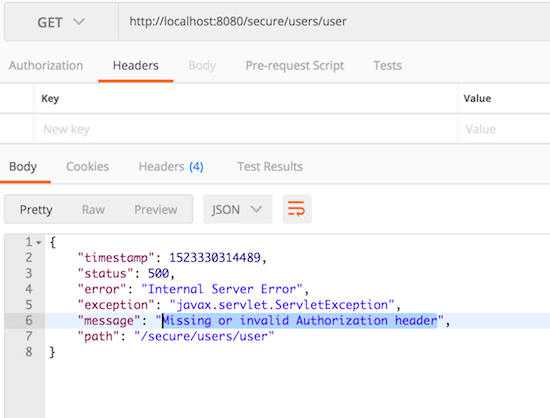 GET http://localhost:8080/secure/users/user
Authorization Headers Body Pre-request Script Tests
Key Value
New key Value
Body Cookies Headers (4) Test Results
Pretty Raw Preview JSON
1 {
2 "timestamp": 1523330314489,
3 "status": 500,
4 "error": "Internal Server Error",
5 "exception": "javax.servlet.ServletException",
6 "message": "Missing or invalid Authorization header",
7 "path": "/secure/users/user"
8 }